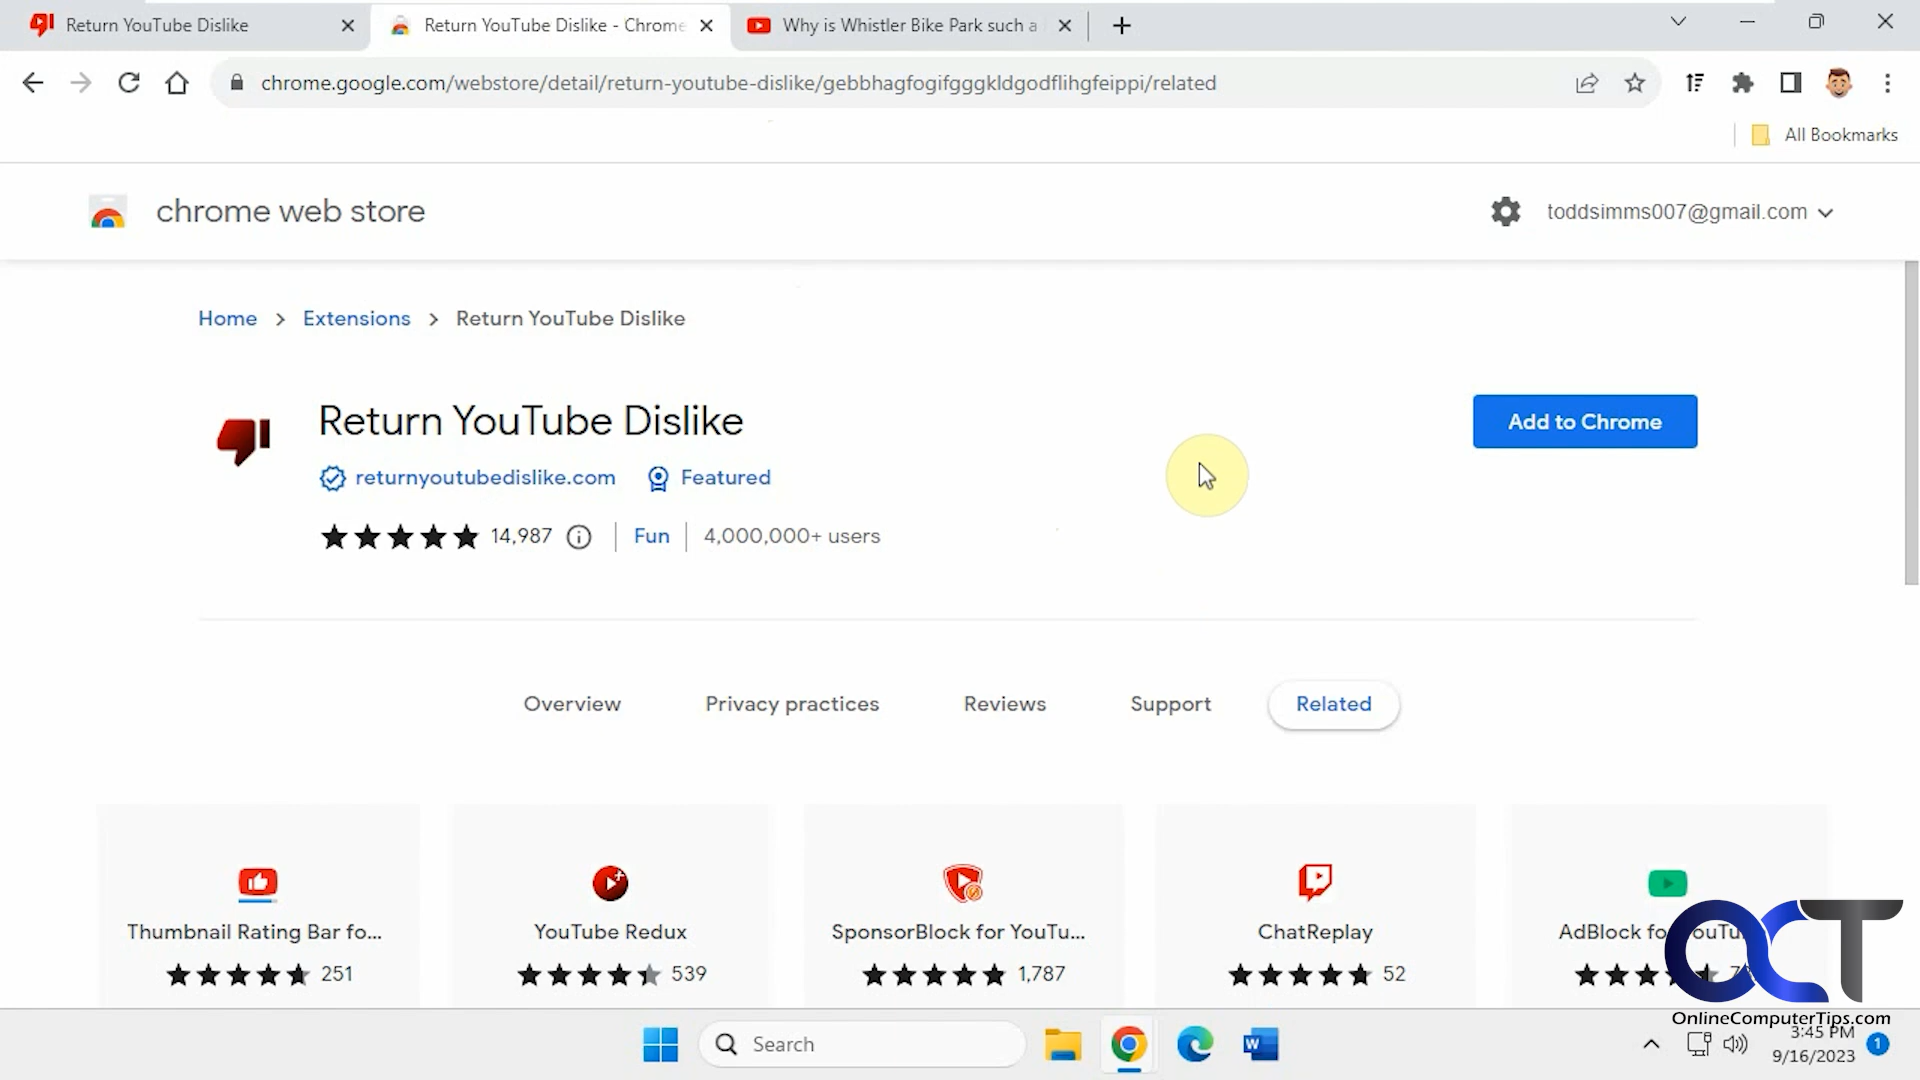 Return YouTube Dislike
Return YouTube Dislike - Chrome
Why is Whistler Bike Park such a
chrome.google.com/webstore/detail/return-youtube-dislike/gebbhagfogifgggkldgodflihgfeippi/related
All Bookmarks
chrome web store
toddsimms007@gmail.com
Home > Extensions > Return YouTube Dislike
Return YouTube Dislike
Add to Chrome
returnyoutubedislike.com Featured
14,987 Fun 4,000,000+ users
Overview Privacy practices Reviews Support Related
Thumbnail Rating Bar fo... YouTube Redux SponsorBlock for YouTu... ChatReplay AdBlock
251 539 1,787 52
OCT
OnlineComputerTips.com
Search
W
3:45 PM
9/16/2023
1